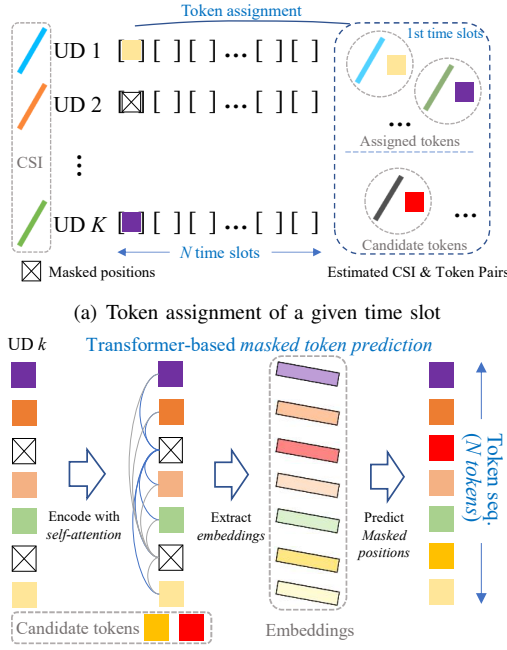 Token assignment
1st time slots
UD 1 [ ] [ ] [ ] ... [ ] [ ]
UD 2 [ ] [ ] [ ] ... [ ] [ ]
...
Assigned tokens
CSI
⋮
UD K [ ] [ ] [ ] ... [ ] [ ]
...
Candidate tokens
N time slots
Masked positions
Estimated CSI & Token Pairs
(a) Token assignment of a given time slot
UD k
Transformer-based masked token prediction
Encode with
self-attention
Extract
embeddings
Predict
Masked
positions
Token seq.
(N tokens)
Candidate tokens
Embeddings